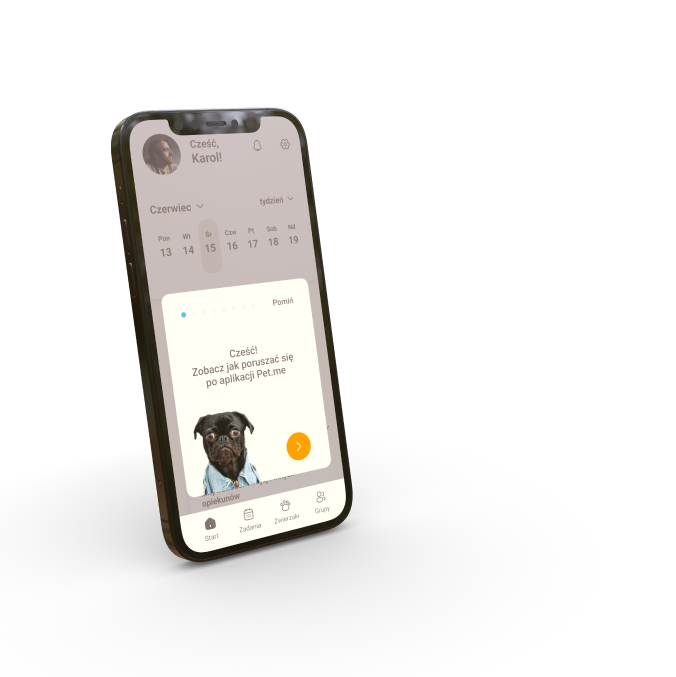 Cześć,
Karol!
Czerwiec
tydzień
Pon Wt Śr Czw Pt Sob Nd
13 14 15 16 17 18 19
Pomiń
Cześć!
Zobacz jak poruszać się
po aplikacji Pet.me
opiekunów
Start Zadania Zwierzaki Grupy